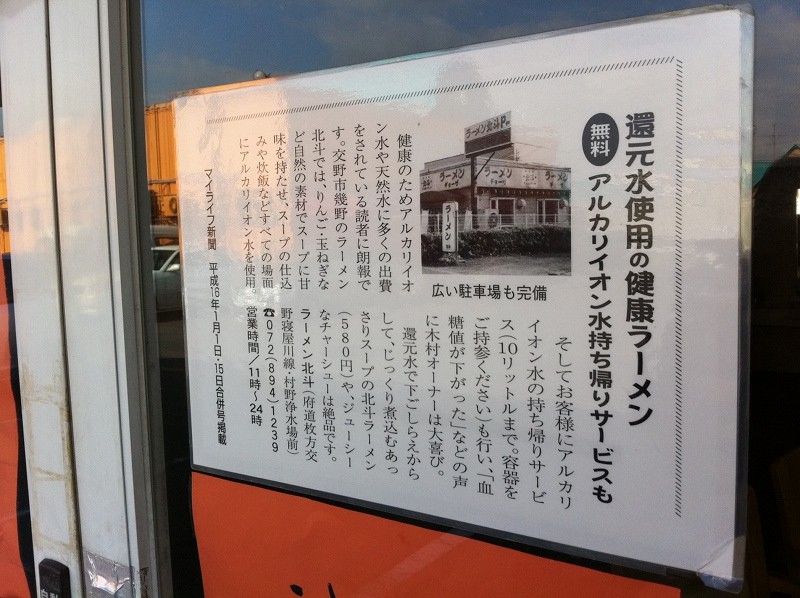 還元水使用の健康ラーメン
無料 アルカリイオン水持ち帰りサービスも
健康のためアルカリイオ
ン水や天然水に多くの出費
をされている読者に朗報で
す。交野市幾野のラーメン
北斗では、りんご・玉ねぎな
ど自然の素材でスープに甘
味を持たせ、スープの仕込
みや炊飯などすべての場面
にアルカリイオン水を使用。
ラーメン北斗P
ラーメン
広い駐車場も完備
そしてお客様にアルカリ
イオン水の持ち帰りサービ
ス(10リットルまで。容器を
ご持参ください)も行い、「血
糖値が下がった」などの声
に木村オーナーは大喜び。
還元水で下ごしらえから
して、じっくり煮込むあっ
さりスープの北斗ラーメン
(580円)や、ジューシー
なチャーシューは絶品です。
ラーメン北斗(府道枚方交
野寝屋川線・村野浄水場前)
☎072(894)1239
営業時間/11時〜24時
マイライフ新聞 平成16年1月1日・15日合併号掲載